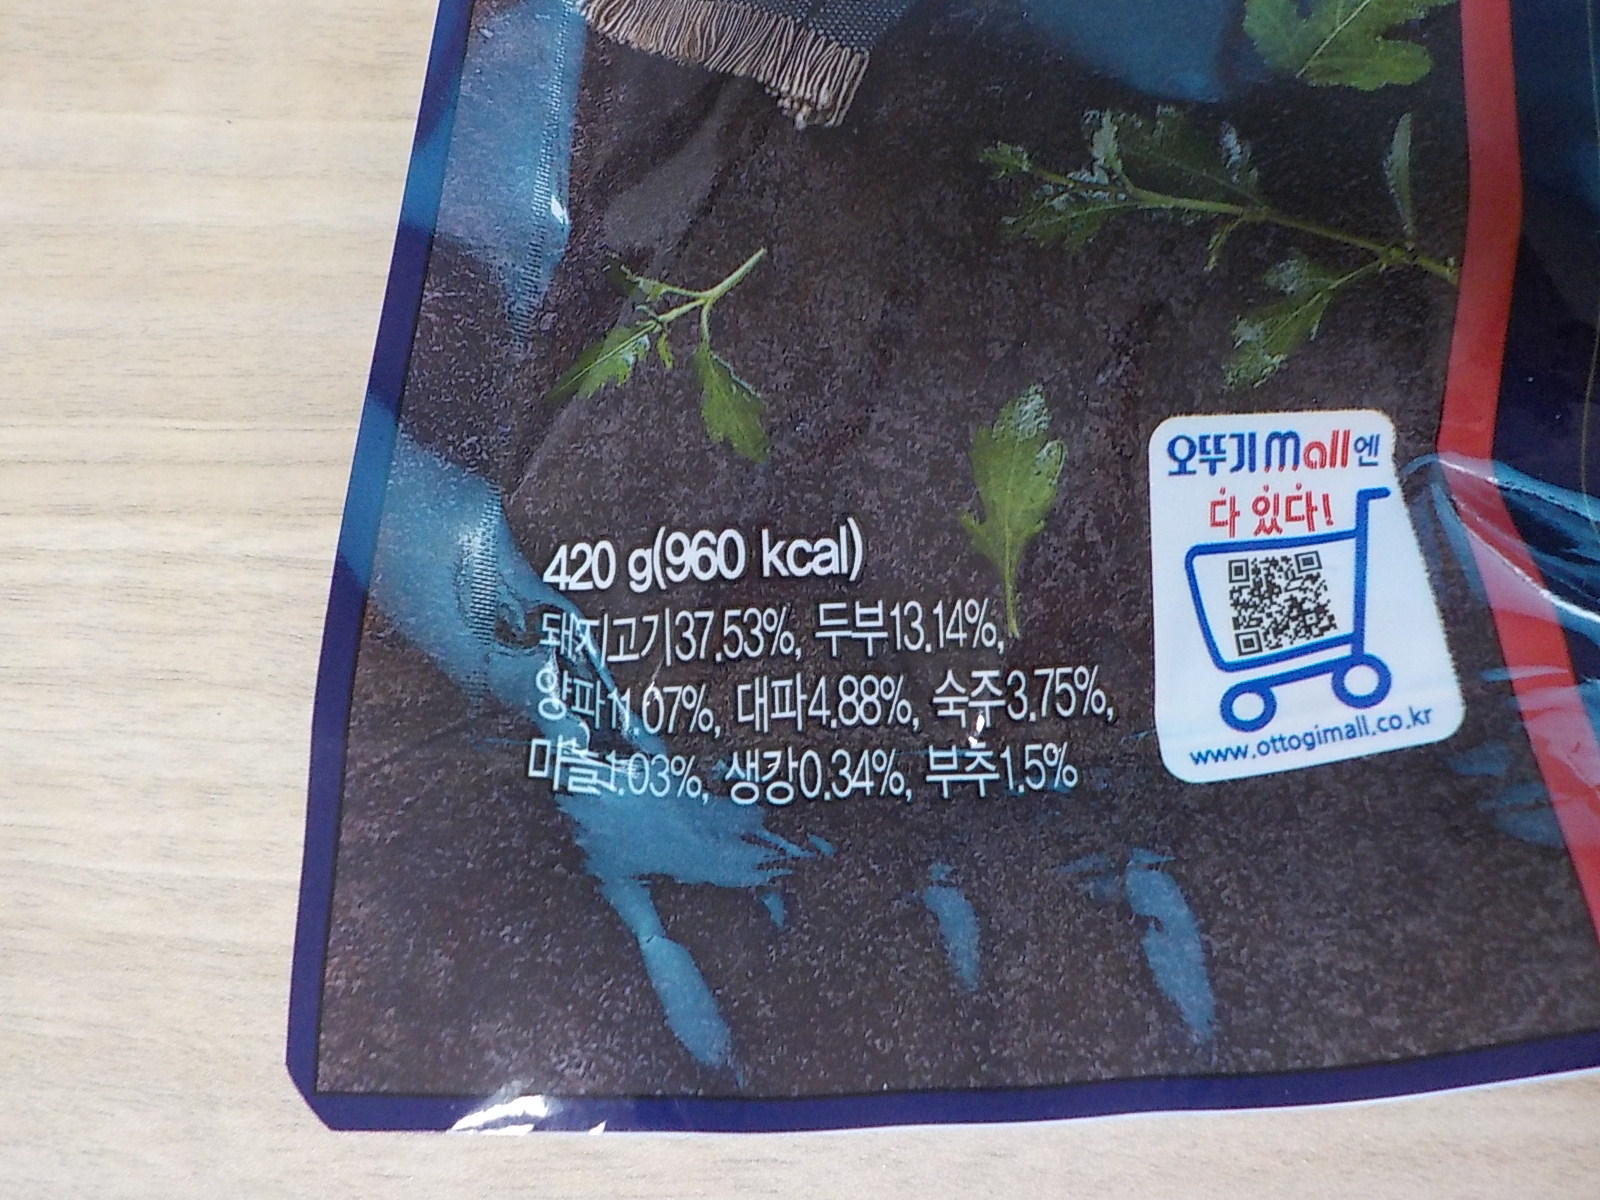 420 g(960 kcal)
돼지고기37.53%, 두부13.14%,
양파11.07%, 대파4.88%, 숙주3.75%,
마늘1.03%, 생강0.34%, 부추1.5%
오뚜기mall엔
다 있다!
www.ottogimall.co.kr